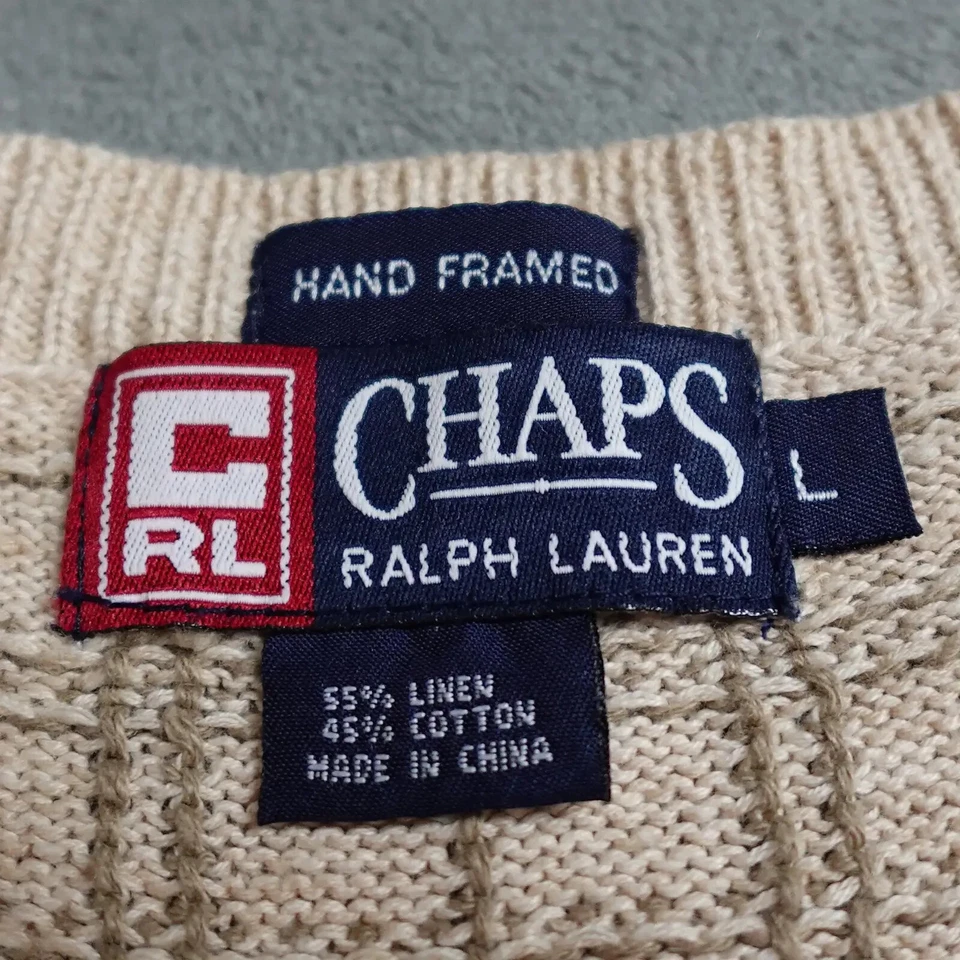 HAND FRAMED
C
RL
CHAPS
RALPH LAUREN
L
55% LINEN
45% COTTON
MADE IN CHINA